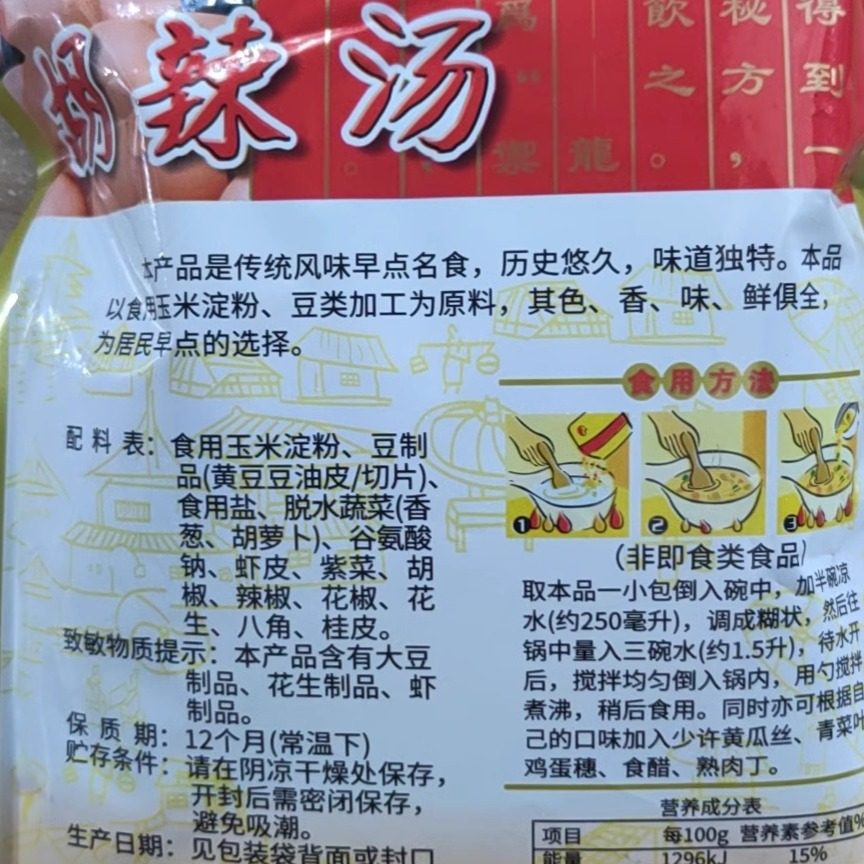 胡辣汤
得到一
秘方，
飲之。
龍
爲“禦
本产品是传统风味早点名食，历史悠久，味道独特。本品
以食用玉米淀粉、豆类加工为原料，其色、香、味、鲜俱全，
为居民早点的选择。
配料表：食用玉米淀粉、豆制
品(黄豆豆油皮/切片)、
食用盐、脱水蔬菜(香
葱、胡萝卜)、谷氨酸
钠、虾皮、紫菜、胡
椒、辣椒、花椒、花
生、八角、桂皮。
致敏物质提示：本产品含有大豆
制品、花生制品、虾
制品。
保质期：12个月(常温下)
贮存条件：请在阴凉干燥处保存，
开封后需密闭保存，
避免吸潮。
生产日期：见包装袋背面或封口
食用方法
1 2 3
(非即食类食品)
取本品一小包倒入碗中，加半碗凉
水(约250毫升)，调成糊状，然后往
锅中量入三碗水(约1.5升)，待水开
后，搅拌均匀倒入锅内，用勺搅拌
煮沸，稍后食用。同时亦可根据自
己的口味加入少许黄瓜丝、青菜叶
鸡蛋穗、食醋、熟肉丁。
营养成分表
项目 每100g 营养素参考值%
能量 1296kJ 15%